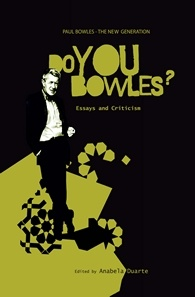 PAUL BOWLES - THE NEW GENERATION
DO YOU
BOWLES?
Essays and Criticism
Edited by Anabela Duarte